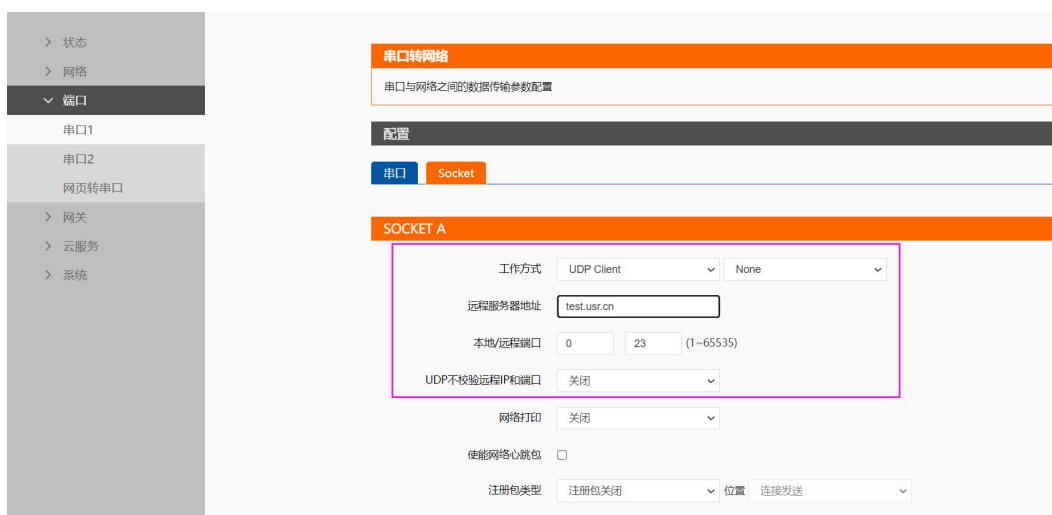 状态
网络
端口
串口1
串口2
网页转串口
网关
云服务
系统
串口转网络
串口与网络之间的数据传输参数配置
配置
串口 Socket
SOCKET A
工作方式 UDP Client None
远程服务器地址 test.usr.cn
本地/远程端口 0 23 (1~65535)
UDP不校验远程IP和端口 关闭
网络打印 关闭
使能网络心跳包
注册包类型 注册包关闭 位置 连接发送